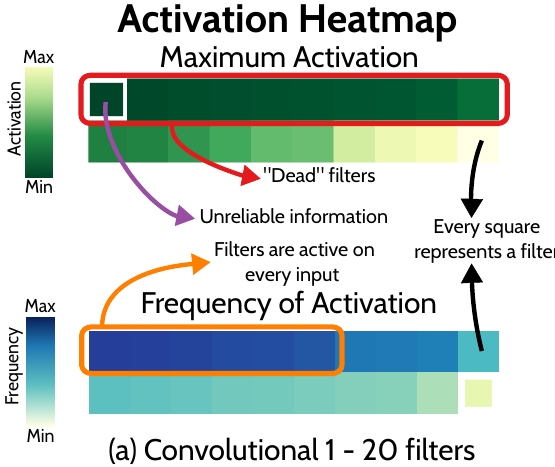 Activation Heatmap
Maximum Activation
Max
Activation
Min
"Dead" filters
Unreliable information
Every square
represents a filter
Filters are active on
every input
Frequency of Activation
Max
Frequency
Min
(a) Convolutional 1 - 20 filters